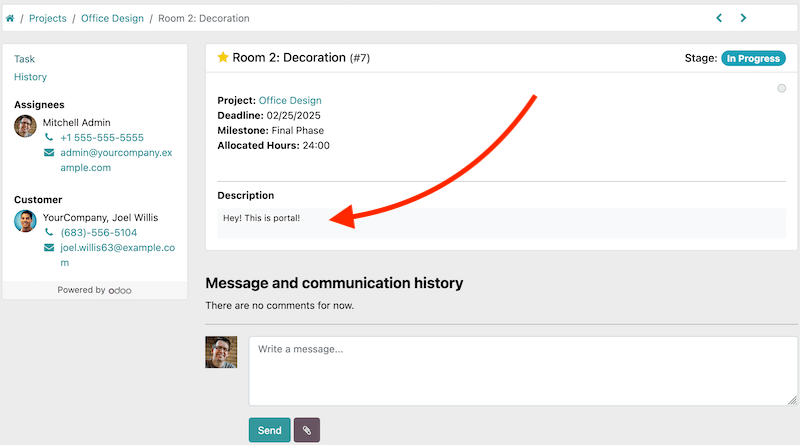 / Projects / Office Design / Room 2: Decoration
Task
History
Assignees
Mitchell Admin
+1 555-555-5555
admin@yourcompany.ex
ample.com
Customer
YourCompany, Joel Willis
(683)-556-5104
joel.willis63@example.co
m
Powered by odoo
Room 2: Decoration (#7)
Stage: In Progress
Project: Office Design
Deadline: 02/25/2025
Milestone: Final Phase
Allocated Hours: 24:00
Description
Hey! This is portal!
Message and communication history
There are no comments for now.
Write a message...
Send